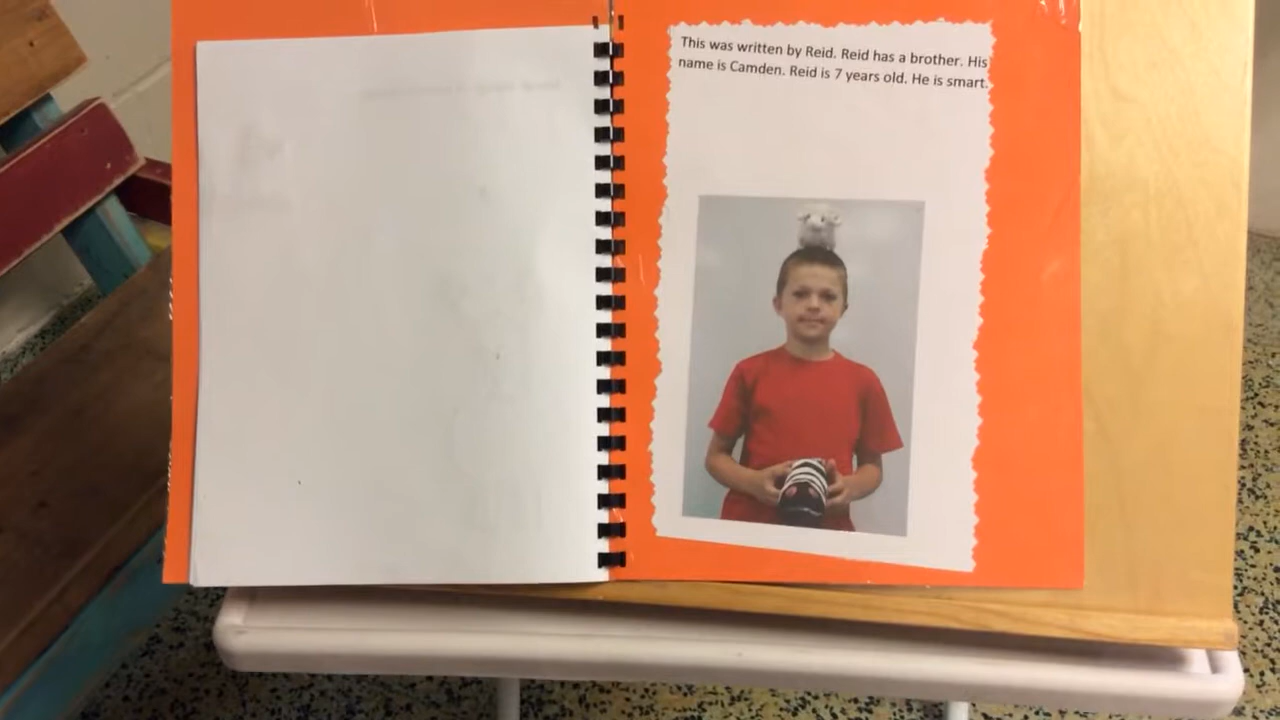 This was written by Reid. Reid has a brother. His
name is Camden. Reid is 7 years old. He is smart.